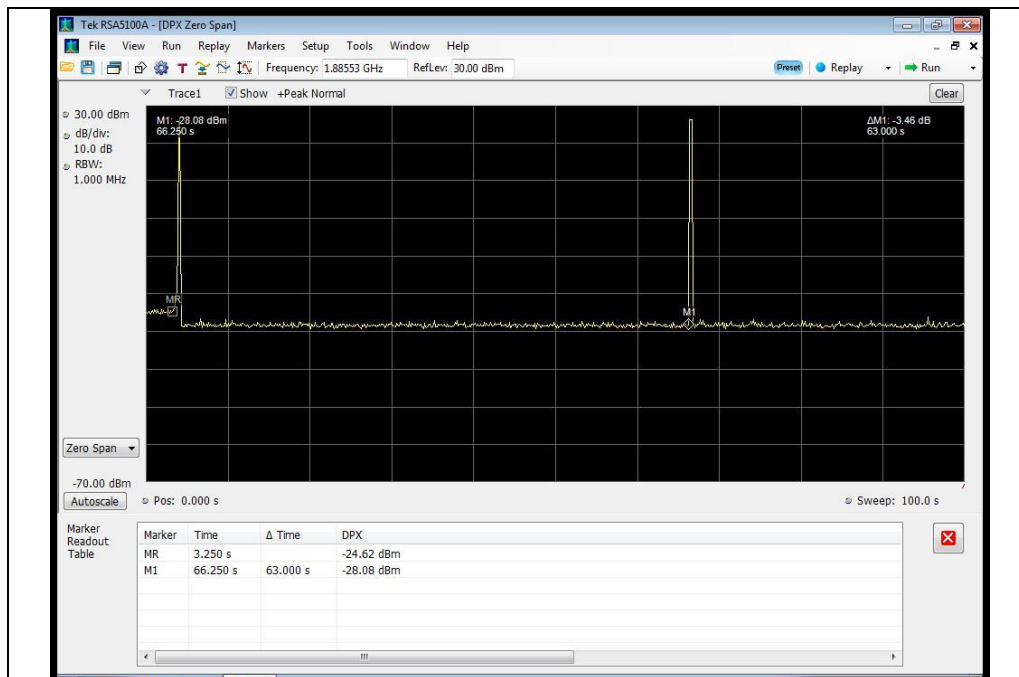 Tek RSA5100A - [DPX Zero Span]
File View Run Replay Markers Setup Tools Window Help
T Frequency: 1.88553 GHz RefLev: 30.00 dBm Preset Replay Run
Trace1 Show +Peak Normal Clear
30.00 dBm
dB/div:
10.0 dB
RBW:
1.000 MHz
M1: -28.08 dBm
66.250 s
ΔM1: -3.46 dB
63.000 s
MR
M1
Zero Span
-70.00 dBm
Autoscale Pos: 0.000 s Sweep: 100.0 s
Marker
Readout
Table
Marker Time Δ Time DPX
MR 3.250 s -24.62 dBm
M1 66.250 s 63.000 s -28.08 dBm